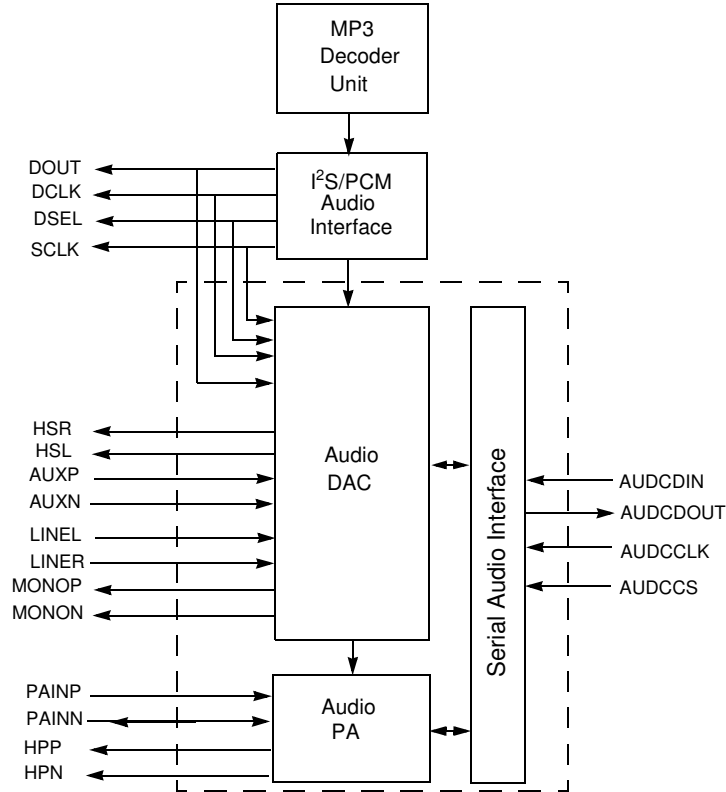 MP3
Decoder
Unit
I²S/PCM
Audio
Interface
DOUT
DCLK
DSEL
SCLK
HSR
HSL
AUXP
AUXN
LINEL
LINER
MONOP
MONON
Audio
DAC
Serial Audio Interface
AUDCDIN
AUDCDOUT
AUDCCLK
AUDCCS
PAINP
PAINN
HPP
HPN
Audio
PA